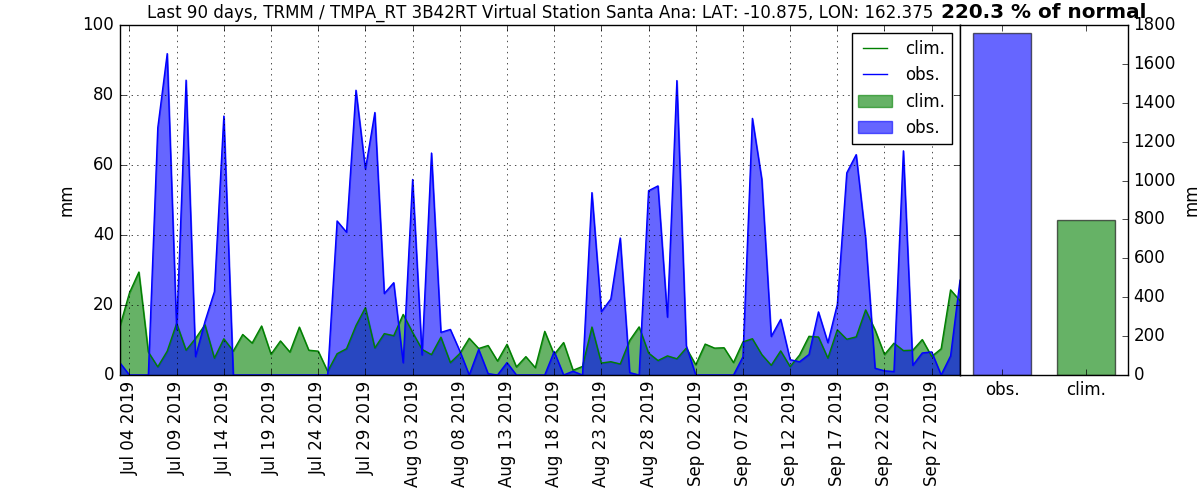 Last 90 days, TRMM / TMPA_RT 3B42RT Virtual Station Santa Ana: LAT: -10.875, LON: 162.375 220.3 % of normal
100
80
60
40
20
0
mm
clim.
obs.
clim.
obs.
1800
1600
1400
1200
1000
800
600
400
200
0
mm
Jul 04 2019
Jul 09 2019
Jul 14 2019
Jul 19 2019
Jul 24 2019
Jul 29 2019
Aug 03 2019
Aug 08 2019
Aug 13 2019
Aug 18 2019
Aug 23 2019
Aug 28 2019
Sep 02 2019
Sep 07 2019
Sep 12 2019
Sep 17 2019
Sep 22 2019
Sep 27 2019
obs.
clim.